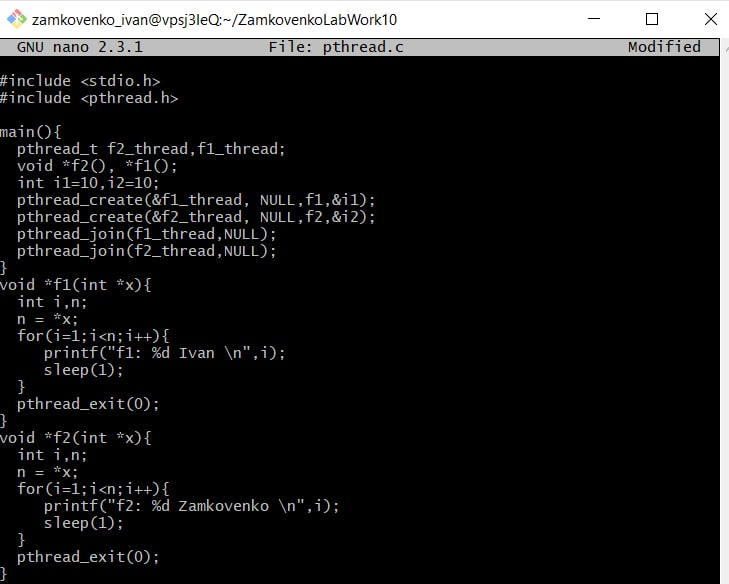 zamkovenko_ivan@vpsj3IeQ:~/ZamkovenkoLabWork10
GNU nano 2.3.1 File: pthread.c Modified
#include <stdio.h>
#include <pthread.h>
main(){
  pthread_t f2_thread,f1_thread;
  void *f2(), *f1();
  int i1=10,i2=10;
  pthread_create(&f1_thread, NULL,f1,&i1);
  pthread_create(&f2_thread, NULL,f2,&i2);
  pthread_join(f1_thread,NULL);
  pthread_join(f2_thread,NULL);
}
void *f1(int *x){
  int i,n;
  n = *x;
  for(i=1;i<n;i++){
     printf("f1: %d Ivan \n",i);
     sleep(1);
  }
  pthread_exit(0);
}
void *f2(int *x){
  int i,n;
  n = *x;
  for(i=1;i<n;i++){
     printf("f2: %d Zamkovenko \n",i);
     sleep(1);
  }
  pthread_exit(0);
}